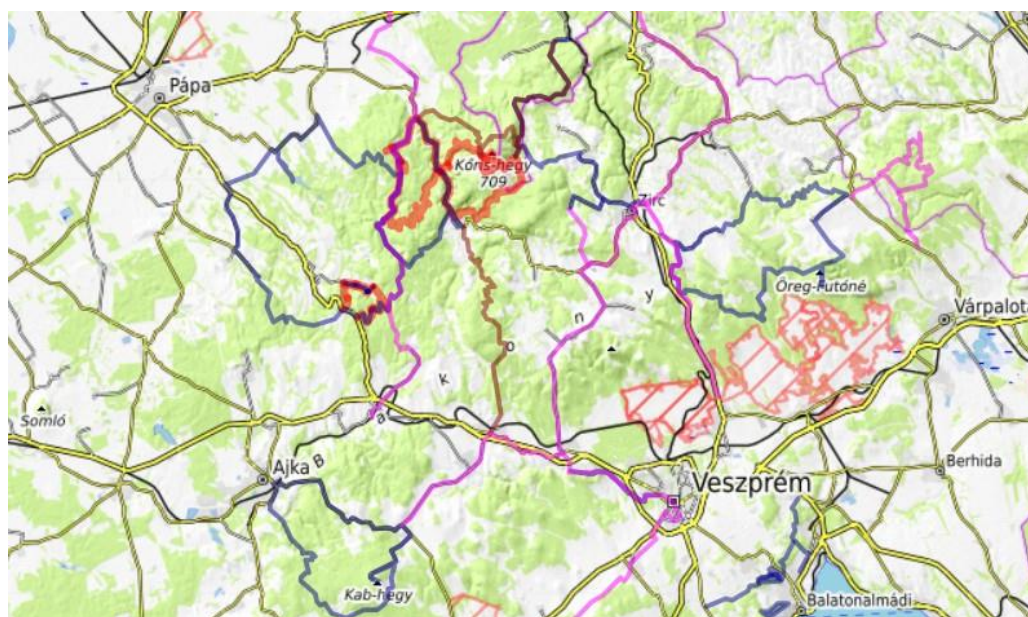 Pápa
Kőris-hegy
709
Zirc
Öreg-Futóné
Várpalota
y
n
o
k
a
B
Somló
Ajka
Veszprém
Berhida
Kab-hegy
Balatonalmádi